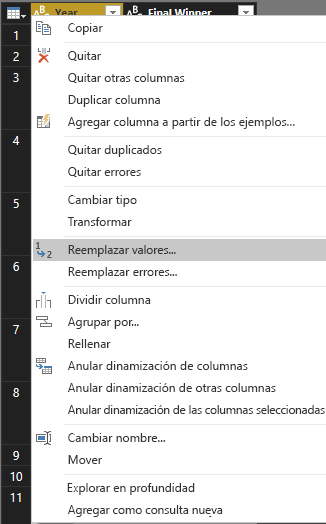 Year Final Winner
1
2
3
4
5
6
7
8
9
10
11
Copiar
Quitar
Quitar otras columnas
Duplicar columna
Agregar columna a partir de los ejemplos...
Quitar duplicados
Quitar errores
Cambiar tipo
Transformar
Reemplazar valores...
Reemplazar errores...
Dividir columna
Agrupar por...
Rellenar
Anular dinamización de columnas
Anular dinamización de otras columnas
Anular dinamización de las columnas seleccionadas
Cambiar nombre...
Mover
Explorar en profundidad
Agregar como consulta nueva